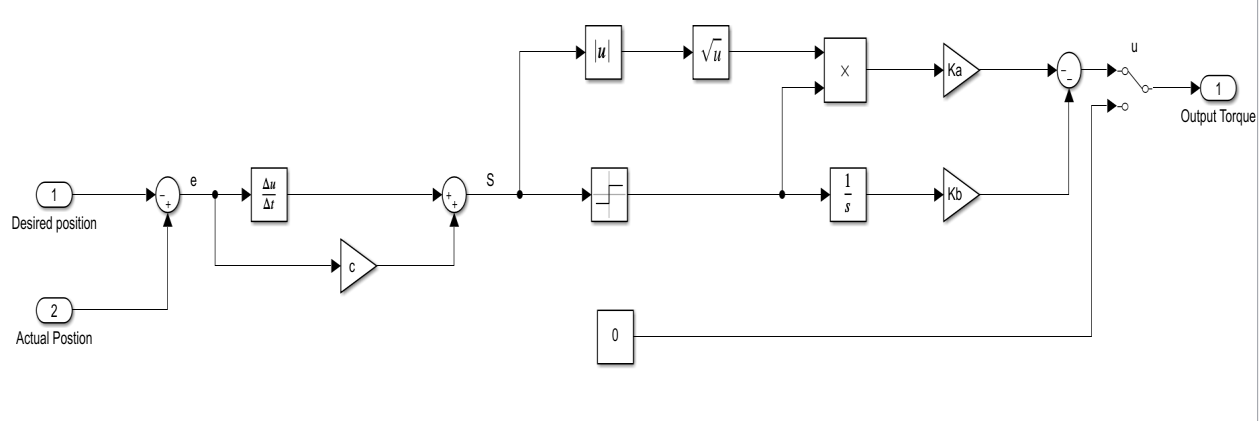 u
|u|
√u
×
Ka
− −
1
Output Torque
1
Desired position
− +
e
Δu
Δt
+ +
S
1
s
Kb
c
2
Actual Postion
0